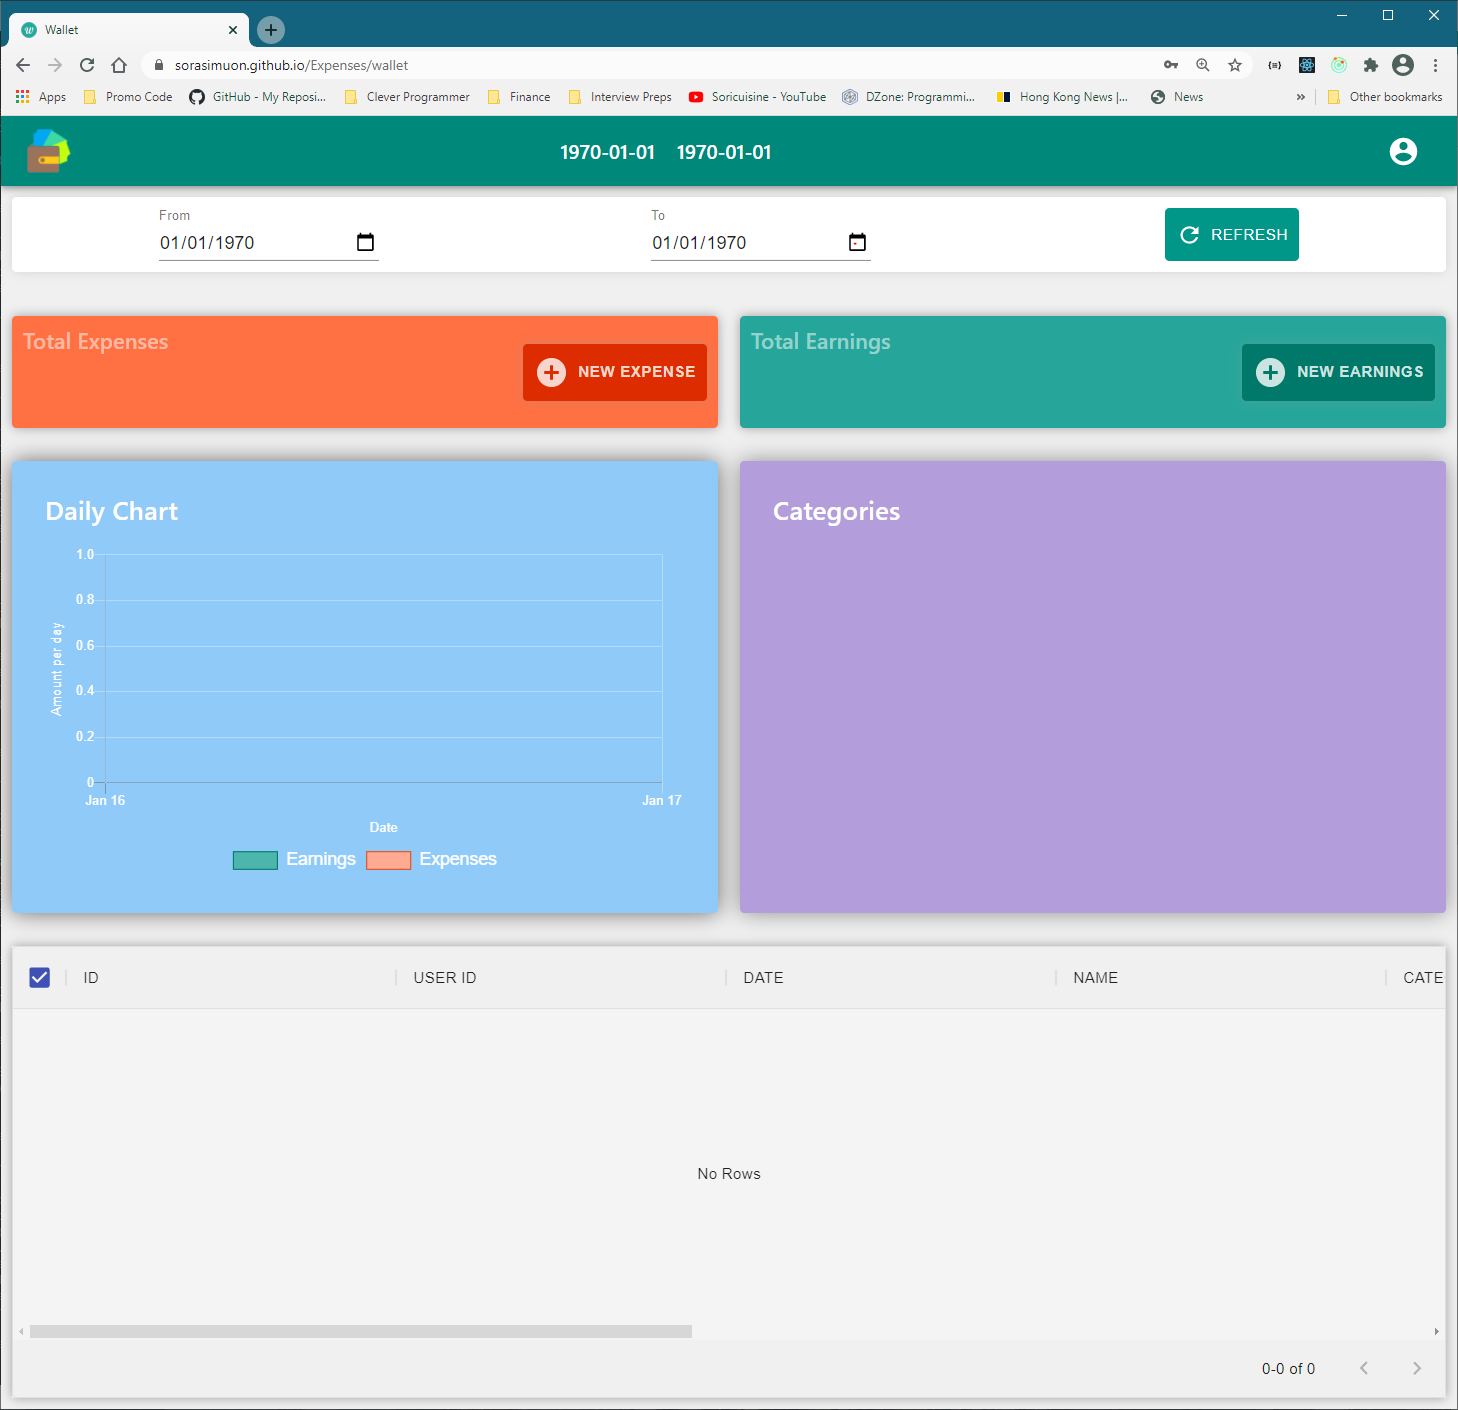 Wallet
sorasimuon.github.io/Expenses/wallet
Apps Promo Code GitHub - My Reposi... Clever Programmer Finance Interview Preps Soricuisine - YouTube DZone: Programmi... Hong Kong News |... News » Other bookmarks
1970-01-01 1970-01-01
From To
01/01/1970 01/01/1970 REFRESH
Total Expenses Total Earnings
NEW EXPENSE NEW EARNINGS
Daily Chart
1.0
0.8
0.6
0.4
0.2
0
Amount per day
Jan 16 Jan 17
Date
Earnings Expenses
Categories
ID USER ID DATE NAME CATE
No Rows
0-0 of 0